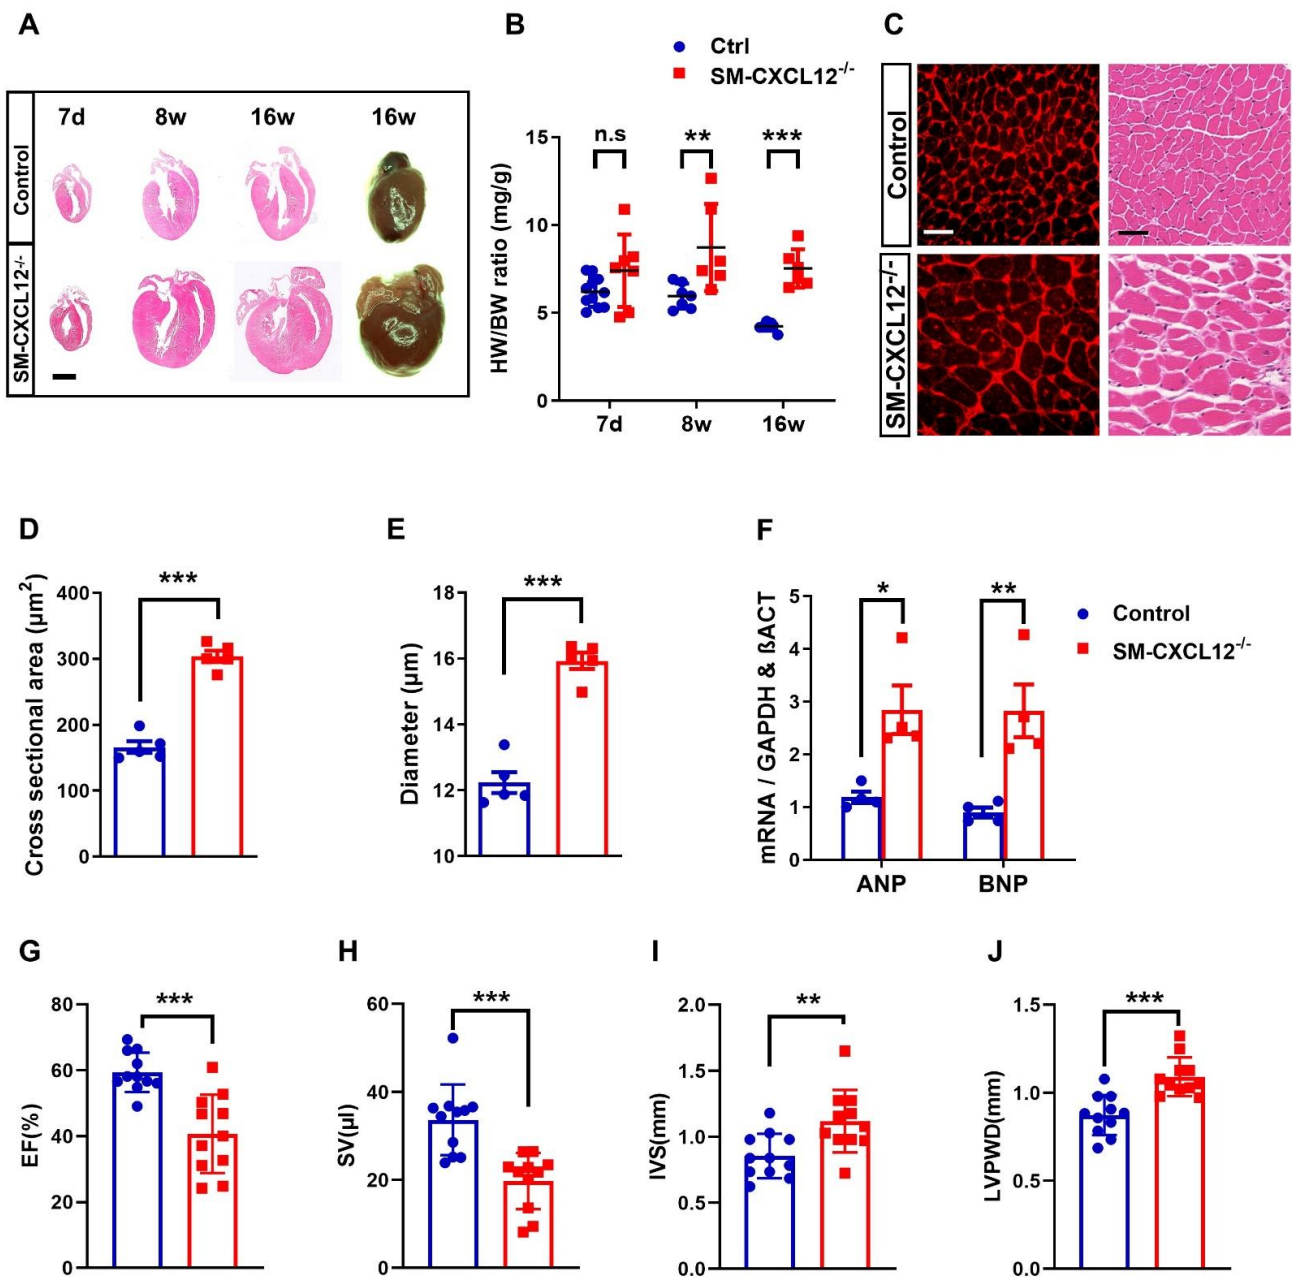 A
7d 8w 16w 16w
Control
SM-CXCL12-/-
B
Ctrl
SM-CXCL12-/-
n.s ** ***
HW/BW ratio (mg/g)
15
10
5
0
7d 8w 16w
C
Control
SM-CXCL12-/-
D
***
Cross sectional area (µm2)
400
300
200
100
0
E
***
Diameter (µm)
18
16
14
12
10
F
* **
mRNA / GAPDH & ßACT
5
4
3
2
1
0
ANP BNP
Control
SM-CXCL12-/-
G
***
EF(%)
80
60
40
20
0
H
***
SV(µl)
60
40
20
0
I
**
IVS(mm)
2.0
1.5
1.0
0.5
0.0
J
***
LVPWD(mm)
1.5
1.0
0.5
0.0